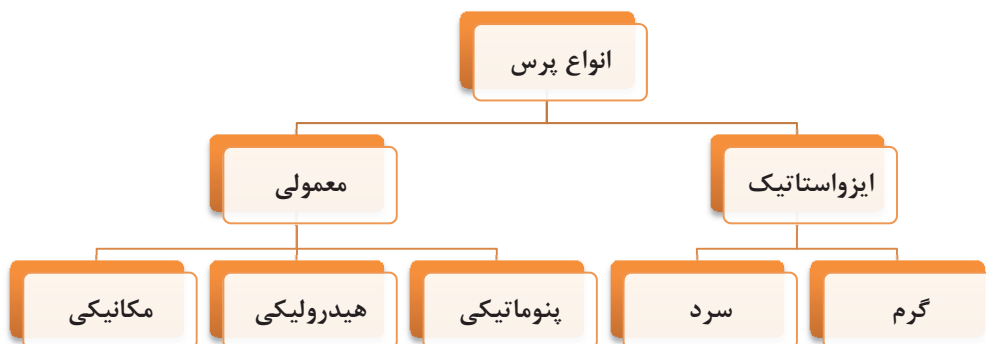 انواع پرس
ایزواستاتیک
معمولی
گرم
سرد
پنوماتیکی
هیدرولیکی
مکانیکی